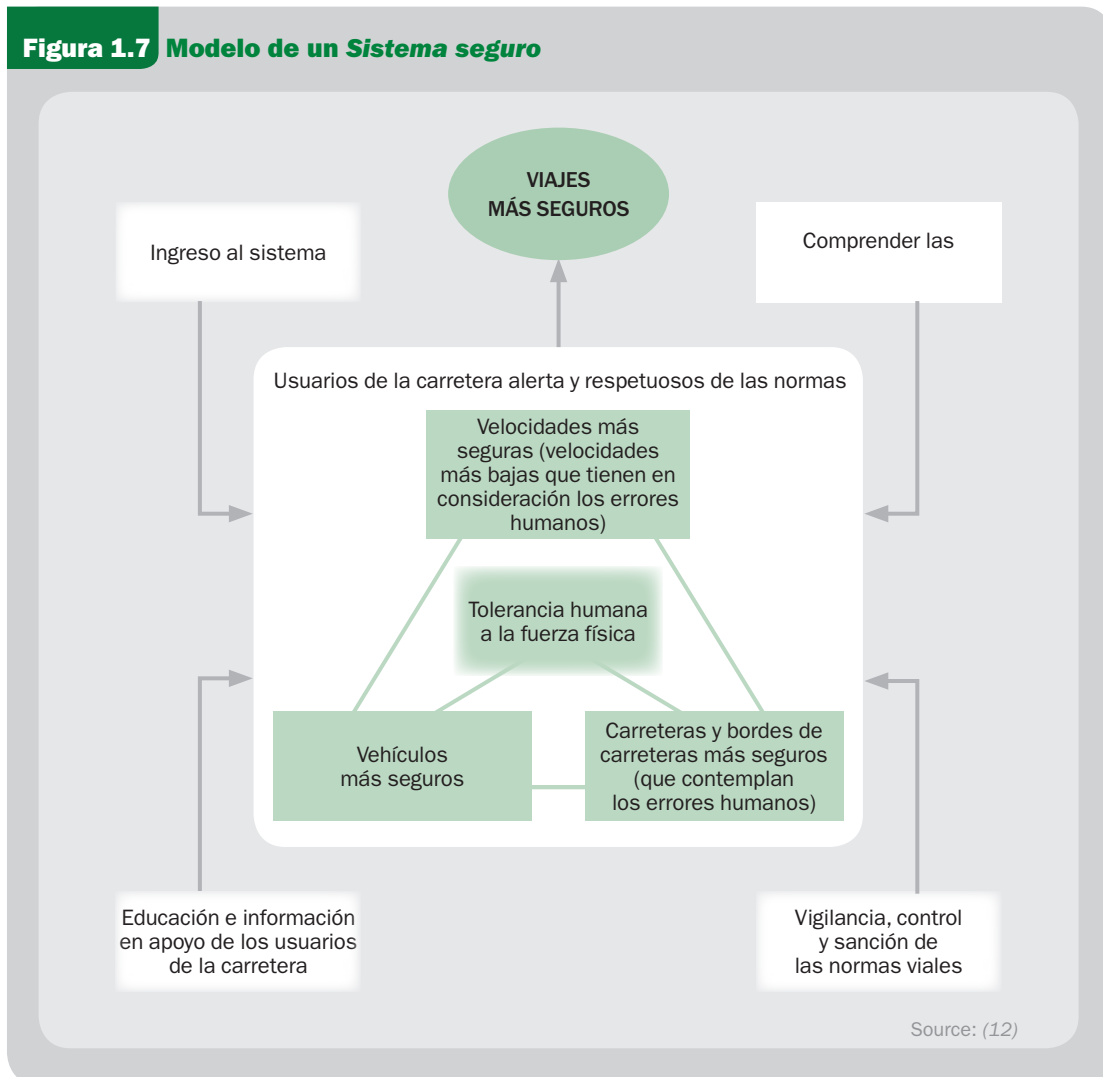 Figura 1.7 Modelo de un Sistema seguro
VIAJES
MÁS SEGUROS
Ingreso al sistema
Comprender las
Usuarios de la carretera alerta y respetuosos de las normas
Velocidades más
seguras (velocidades
más bajas que tienen en
consideración los errores
humanos)
Tolerancia humana
a la fuerza física
Vehículos
más seguros
Carreteras y bordes de
carreteras más seguros
(que contemplan
los errores humanos)
Educación e información
en apoyo de los usuarios
de la carretera
Vigilancia, control
y sanción de
las normas viales
Source: (12)